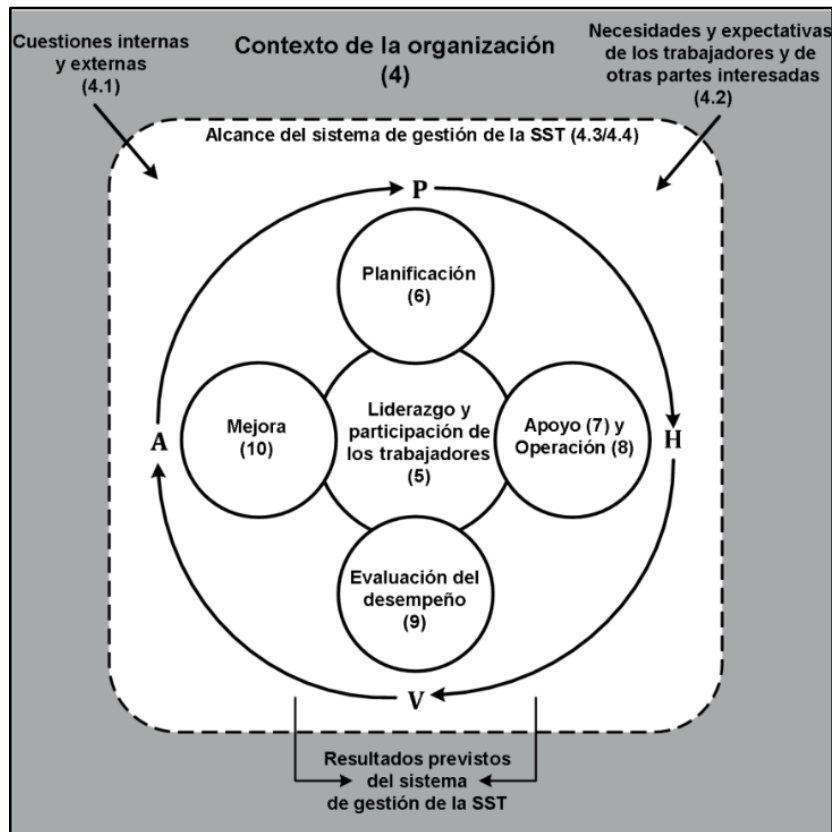 Cuestiones internas
y externas
(4.1)
Contexto de la organización
(4)
Necesidades y expectativas
de los trabajadores y de
otras partes interesadas
(4.2)
Alcance del sistema de gestión de la SST (4.3/4.4)
P
Planificación
(6)
A
Mejora
(10)
Liderazgo y
participación de
los trabajadores
(5)
Apoyo (7) y
Operación (8)
H
Evaluación del
desempeño
(9)
V
Resultados previstos
del sistema
de gestión de la SST